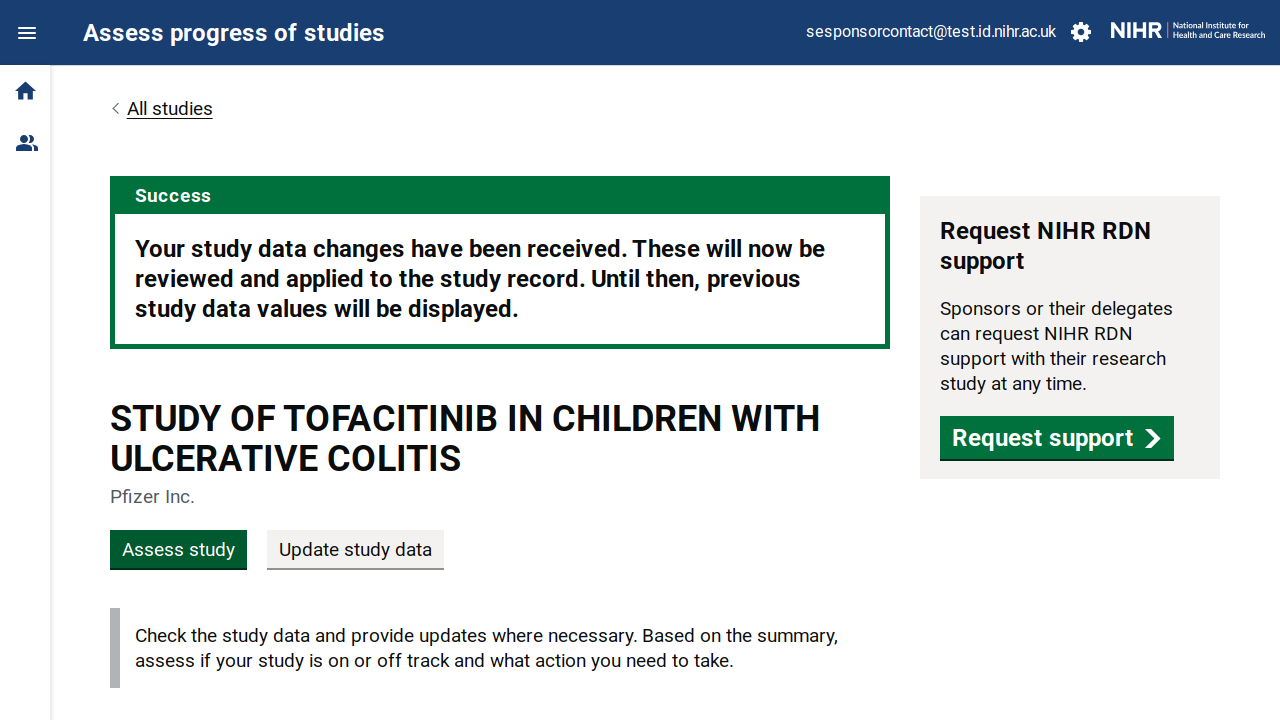 Assess progress of studies
sesponsorcontact@test.id.nihr.ac.uk
NIHR
National Institute for
Health and Care Research
All studies
Success
Your study data changes have been received. These will now be
reviewed and applied to the study record. Until then, previous
study data values will be displayed.
Request NIHR RDN
support
Sponsors or their delegates
can request NIHR RDN
support with their research
study at any time.
Request support
STUDY OF TOFACITINIB IN CHILDREN WITH
ULCERATIVE COLITIS
Pfizer Inc.
Assess study
Update study data
Check the study data and provide updates where necessary. Based on the summary,
assess if your study is on or off track and what action you need to take.